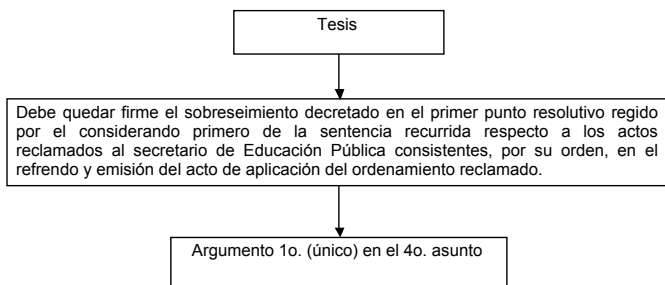 Tesis
Debe quedar firme el sobreseimiento decretado en el primer punto resolutivo regido
por el considerando primero de la sentencia recurrida respecto a los actos
reclamados al secretario de Educación Pública consistentes, por su orden, en el
refrendo y emisión del acto de aplicación del ordenamiento reclamado.
Argumento 1o. (único) en el 4o. asunto